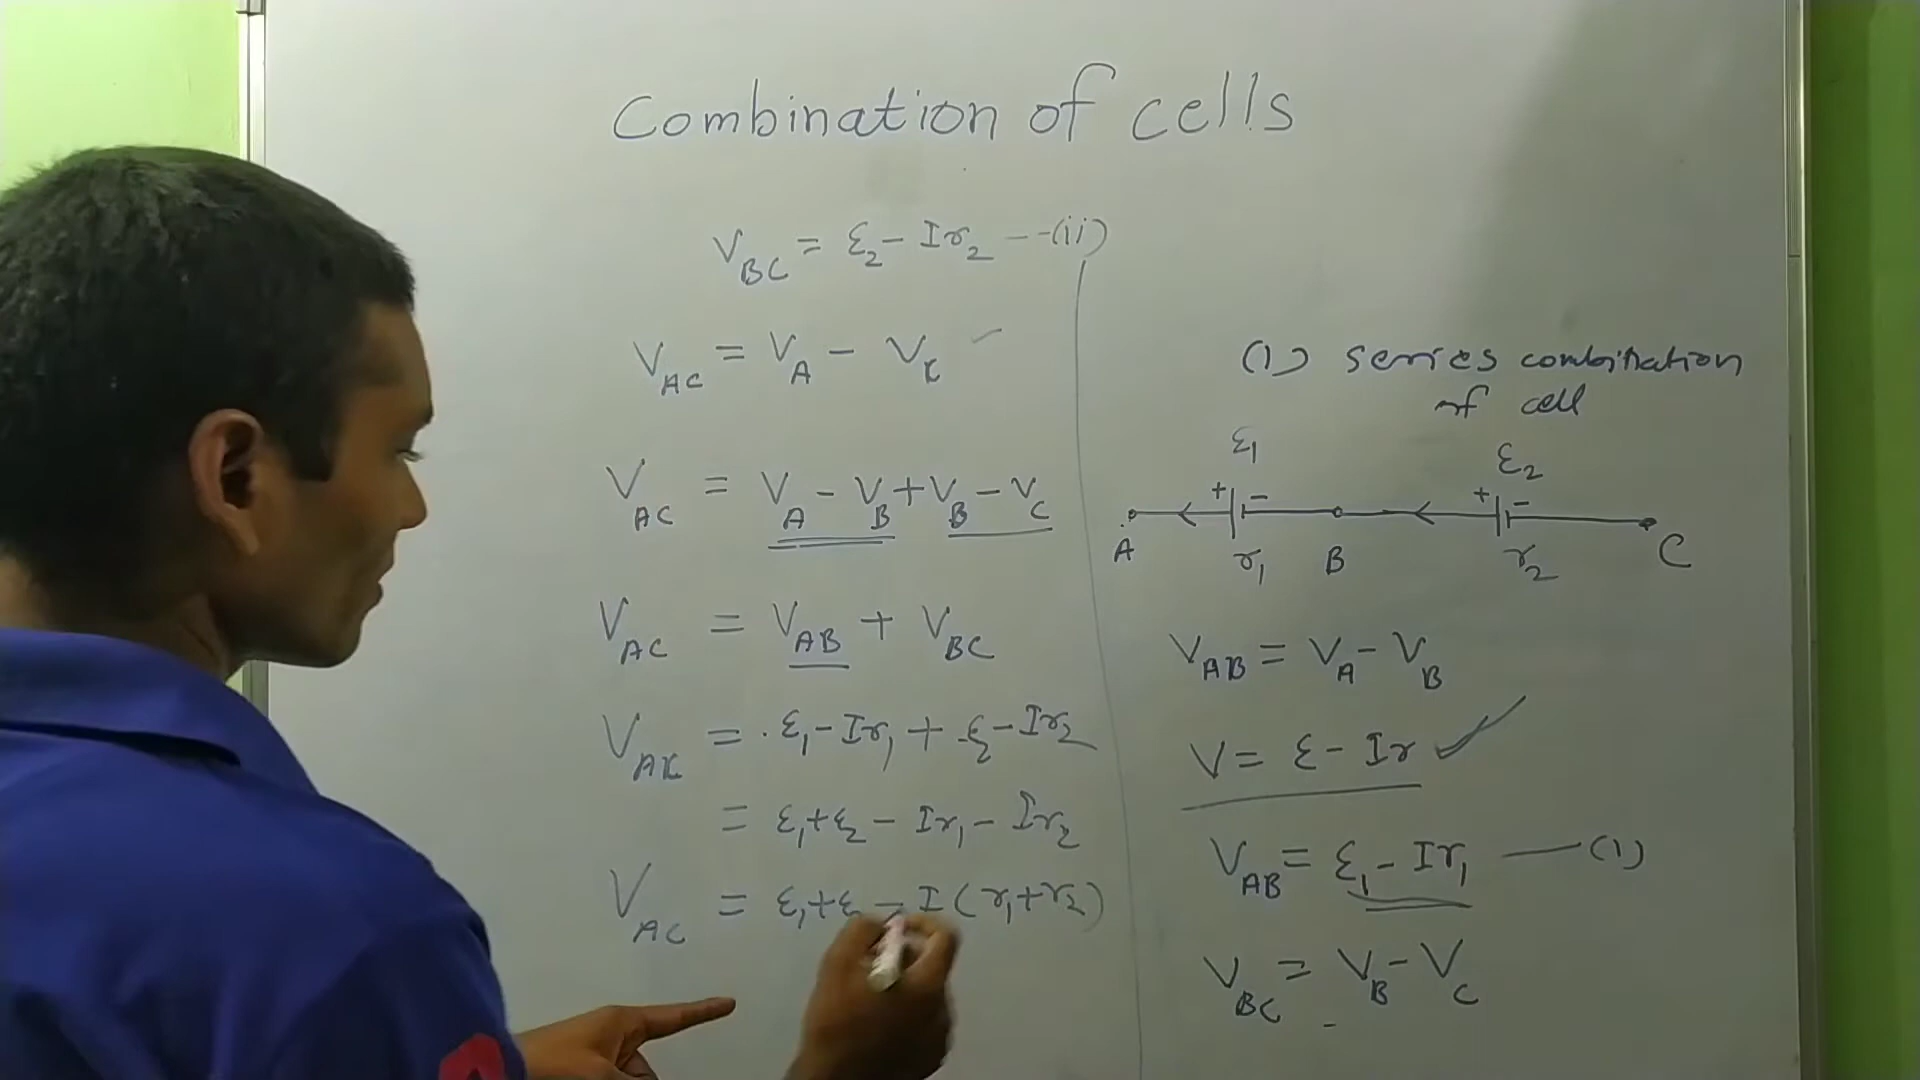 Combination of cells
V_BC = ε₂ - Ir₂ --(ii)
V_AC = V_A - V_C
V_AC = V_A - V_B + V_B - V_C
V_AC = V_AB + V_BC
V_AC = ε₁ - Ir₁ + ε₂ - Ir₂
= ε₁ + ε₂ - Ir₁ - Ir₂
V_AC = ε₁ + ε₂ - I(r₁ + r₂)
(1) series combination
of cell
ε₁ ε₂
+ - + -
A r₁ B r₂ C
V_AB = V_A - V_B
V = ε - Ir
V_AB = ε₁ - Ir₁ — (1)
V_BC = V_B - V_C